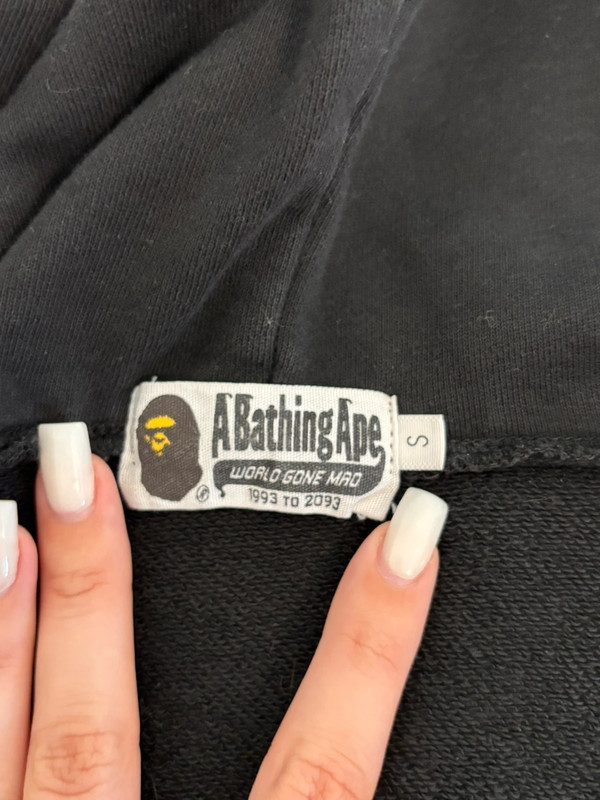 A Bathing Ape
WORLD GONE MAD
1993 TO 2093
®
S